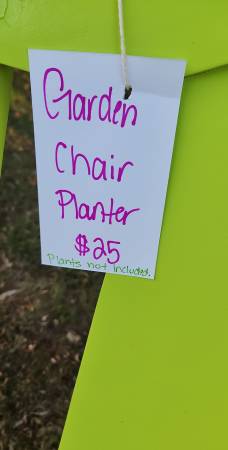 Garden
Chair
Planter
$25
Plants not included.